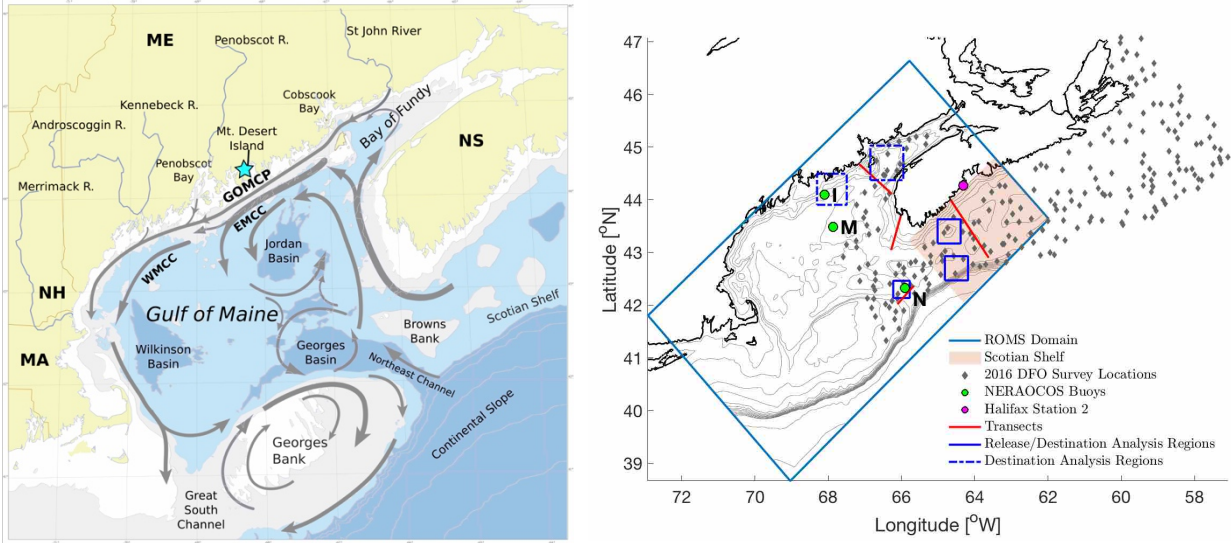 ME
Penobscot R.
St John River
Cobscook
Bay
Kennebeck R.
Bay of Fundy
Androscoggin R.
Mt. Desert
Island
NS
Penobscot
Bay
GOMCP
Merrimack R.
EMCC
Jordan
Basin
WMCC
NH
Gulf of Maine
Scotian Shelf
Browns
Bank
MA
Wilkinson
Basin
Georges
Basin
Northeast Channel
Continental Slope
Georges
Bank
Great
South
Channel
47
46
45
44
43
42
41
40
39
Latitude [°N]
I
M
N
ROMS Domain
Scotian Shelf
2016 DFO Survey Locations
NERAOCOS Buoys
Halifax Station 2
Transects
Release/Destination Analysis Regions
Destination Analysis Regions
72 70 68 66 64 62 60 58
Longitude [°W]